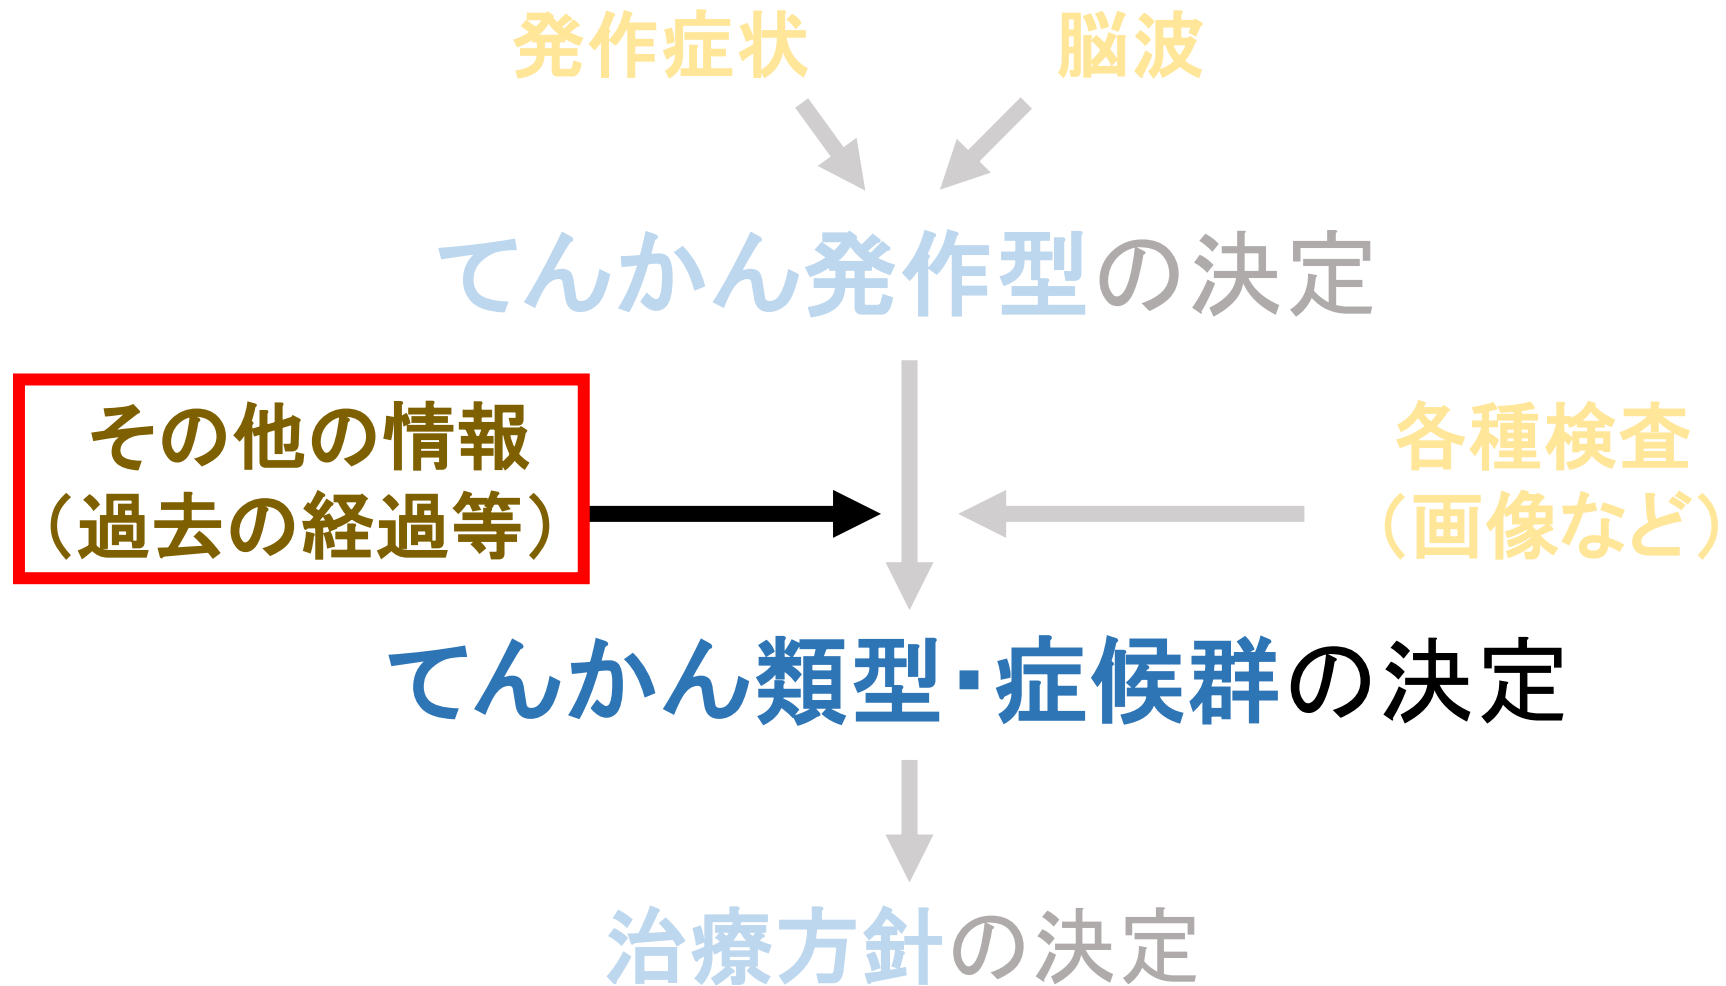 発作症状
脳波
てんかん発作型の決定
その他の情報
（過去の経過等）
各種検査
（画像など）
てんかん類型・症候群の決定
治療方針の決定